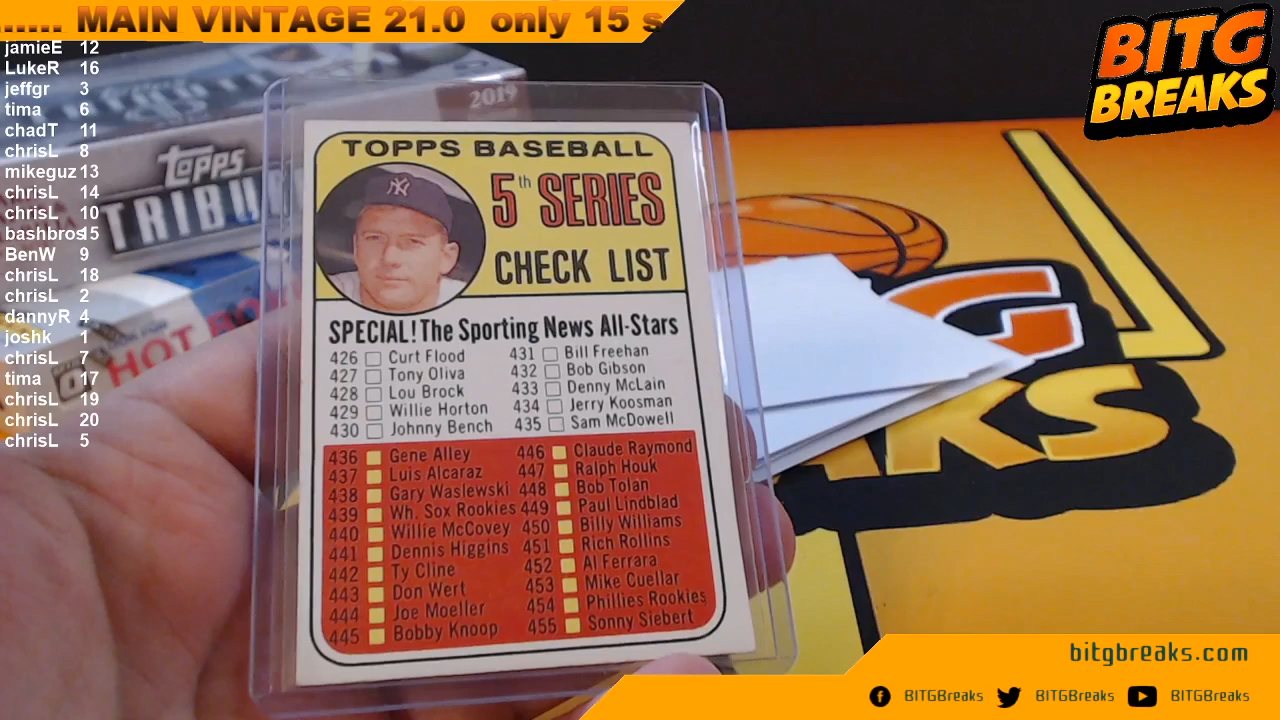 ...... MAIN VINTAGE 21.0 only 15 s
jamieE 12
LukeR 16
jeffgr 3
tima 6
chadT 11
chrisL 8
mikeguz 13
chrisL 14
chrisL 10
bashbros 15
BenW 9
chrisL 18
chrisL 2
dannyR 4
joshk 1
chrisL 7
tima 17
chrisL 19
chrisL 20
chrisL 5
BITG
BREAKS
2019
Topps
TRIBU
HOT BO
TOPPS BASEBALL
5th SERIES
CHECK LIST
NY
SPECIAL! The Sporting News All-Stars
426 Curt Flood
427 Tony Oliva
428 Lou Brock
429 Willie Horton
430 Johnny Bench
431 Bill Freehan
432 Bob Gibson
433 Denny McLain
434 Jerry Koosman
435 Sam McDowell
436 Gene Alley
437 Luis Alcaraz
438 Gary Waslewski
439 Wh. Sox Rookies
440 Willie McCovey
441 Dennis Higgins
442 Ty Cline
443 Don Wert
444 Joe Moeller
445 Bobby Knoop
446 Claude Raymond
447 Ralph Houk
448 Bob Tolan
449 Paul Lindblad
450 Billy Williams
451 Rich Rollins
452 Al Ferrara
453 Mike Cuellar
454 Phillies Rookies
455 Sonny Siebert
G
AKS
bitgbreaks.com
BITGBreaks BITGBreaks BITGBreaks